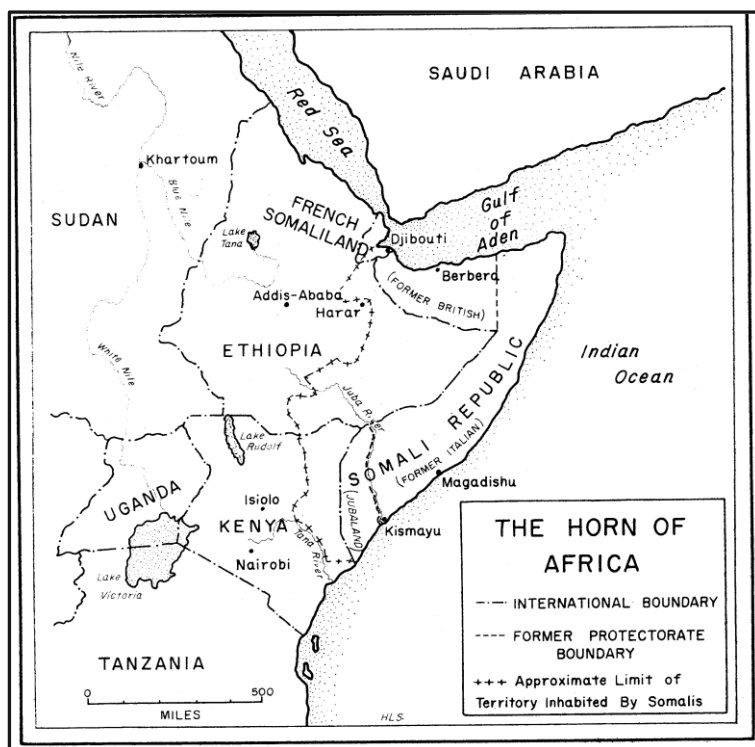 SAUDI ARABIA
Nile River
Red Sea
Khartoum
Blue Nile
SUDAN
FRENCH
SOMALILAND
Gulf
of
Aden
Lake
Tana
Djibouti
Berbera
(FORMER BRITISH)
Addis-Ababa
Harar
ETHIOPIA
White Nile
Indian
Ocean
Juba River
SOMALI REPUBLIC
(FORMER ITALIAN)
Lake
Rudolf
Magadishu
UGANDA
Isiolo
(JUBALAND)
KENYA
Kismayu
Tana River
Nairobi
Lake
Victoria
TANZANIA
0 500
MILES
H.L.S.
THE HORN OF
AFRICA
INTERNATIONAL BOUNDARY
FORMER PROTECTORATE
BOUNDARY
+++ Approximate Limit of
Territory Inhabited By Somalis